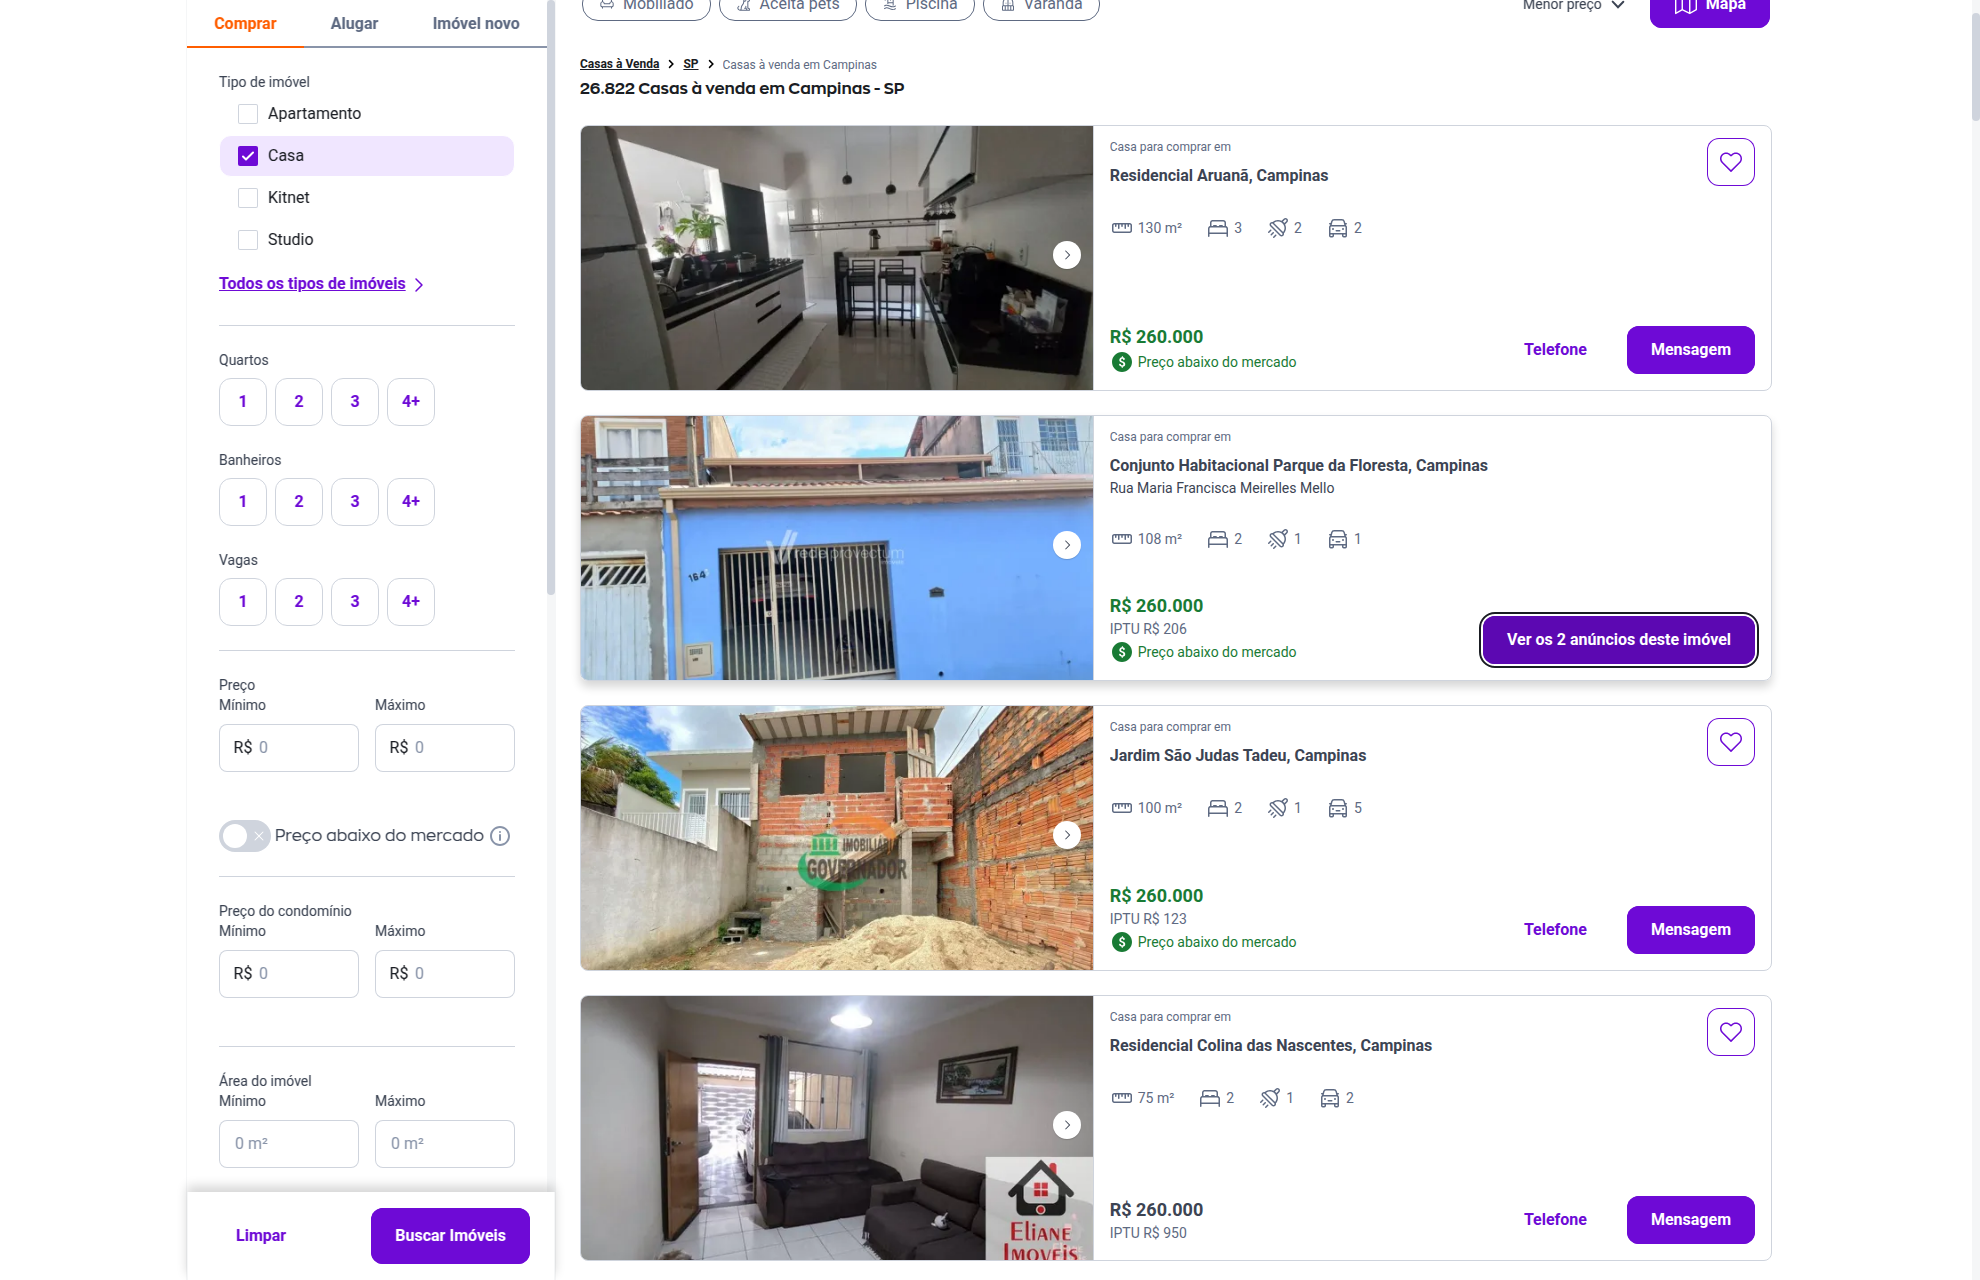 Comprar
Alugar
Imóvel novo
Tipo de imóvel
Apartamento
Casa
Kitnet
Studio
Todos os tipos de imóveis
Quartos
1 2 3 4+
Banheiros
1 2 3 4+
Vagas
1 2 3 4+
Preço
Mínimo Máximo
R$ 0 R$ 0
Preço abaixo do mercado
Preço do condomínio
Mínimo Máximo
R$ 0 R$ 0
Área do imóvel
Mínimo Máximo
0 m² 0 m²
Limpar
Buscar Imóveis
Mobiliado
Aceita pets
Piscina
Varanda
Menor preço
Mapa
Casas à Venda > SP > Casas à venda em Campinas
26.822 Casas à venda em Campinas - SP
Casa para comprar em
Residencial Aruanã, Campinas
130 m² 3 2 2
R$ 260.000
Preço abaixo do mercado
Telefone
Mensagem
164
rede provectum
Casa para comprar em
Conjunto Habitacional Parque da Floresta, Campinas
Rua Maria Francisca Meirelles Mello
108 m² 2 1 1
R$ 260.000
IPTU R$ 206
Preço abaixo do mercado
Ver os 2 anúncios deste imóvel
IMOBILIÁRIA
GOVERNADOR
Casa para comprar em
Jardim São Judas Tadeu, Campinas
100 m² 2 1 5
R$ 260.000
IPTU R$ 123
Preço abaixo do mercado
Telefone
Mensagem
ELIANE
IMOVEIS
Casa para comprar em
Residencial Colina das Nascentes, Campinas
75 m² 2 1 2
R$ 260.000
IPTU R$ 950
Telefone
Mensagem